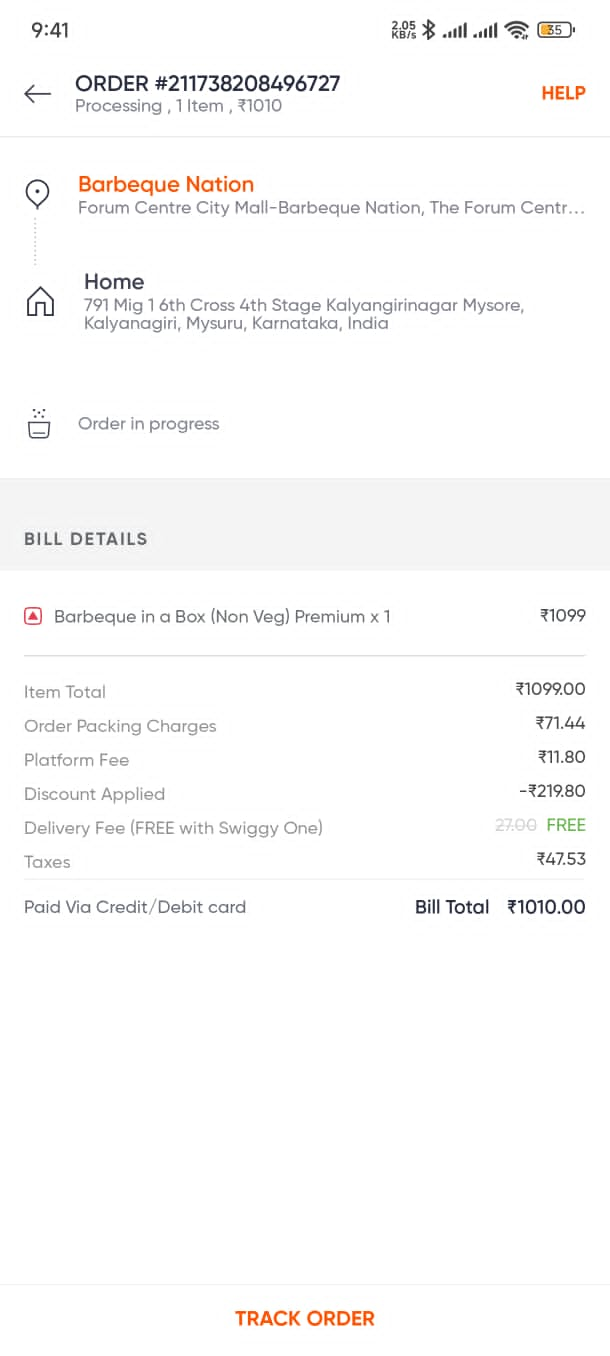 9:41
2.05
KB/s
35
ORDER #211738208496727
Processing , 1 Item , ₹1010
HELP
Barbeque Nation
Forum Centre City Mall-Barbeque Nation, The Forum Centr...
Home
791 Mig 1 6th Cross 4th Stage Kalyangirinagar Mysore,
Kalyanagiri, Mysuru, Karnataka, India
Order in progress
BILL DETAILS
Barbeque in a Box (Non Veg) Premium x 1 ₹1099
Item Total ₹1099.00
Order Packing Charges ₹71.44
Platform Fee ₹11.80
Discount Applied -₹219.80
Delivery Fee (FREE with Swiggy One) 27.00 FREE
Taxes ₹47.53
Paid Via Credit/Debit card Bill Total ₹1010.00
TRACK ORDER